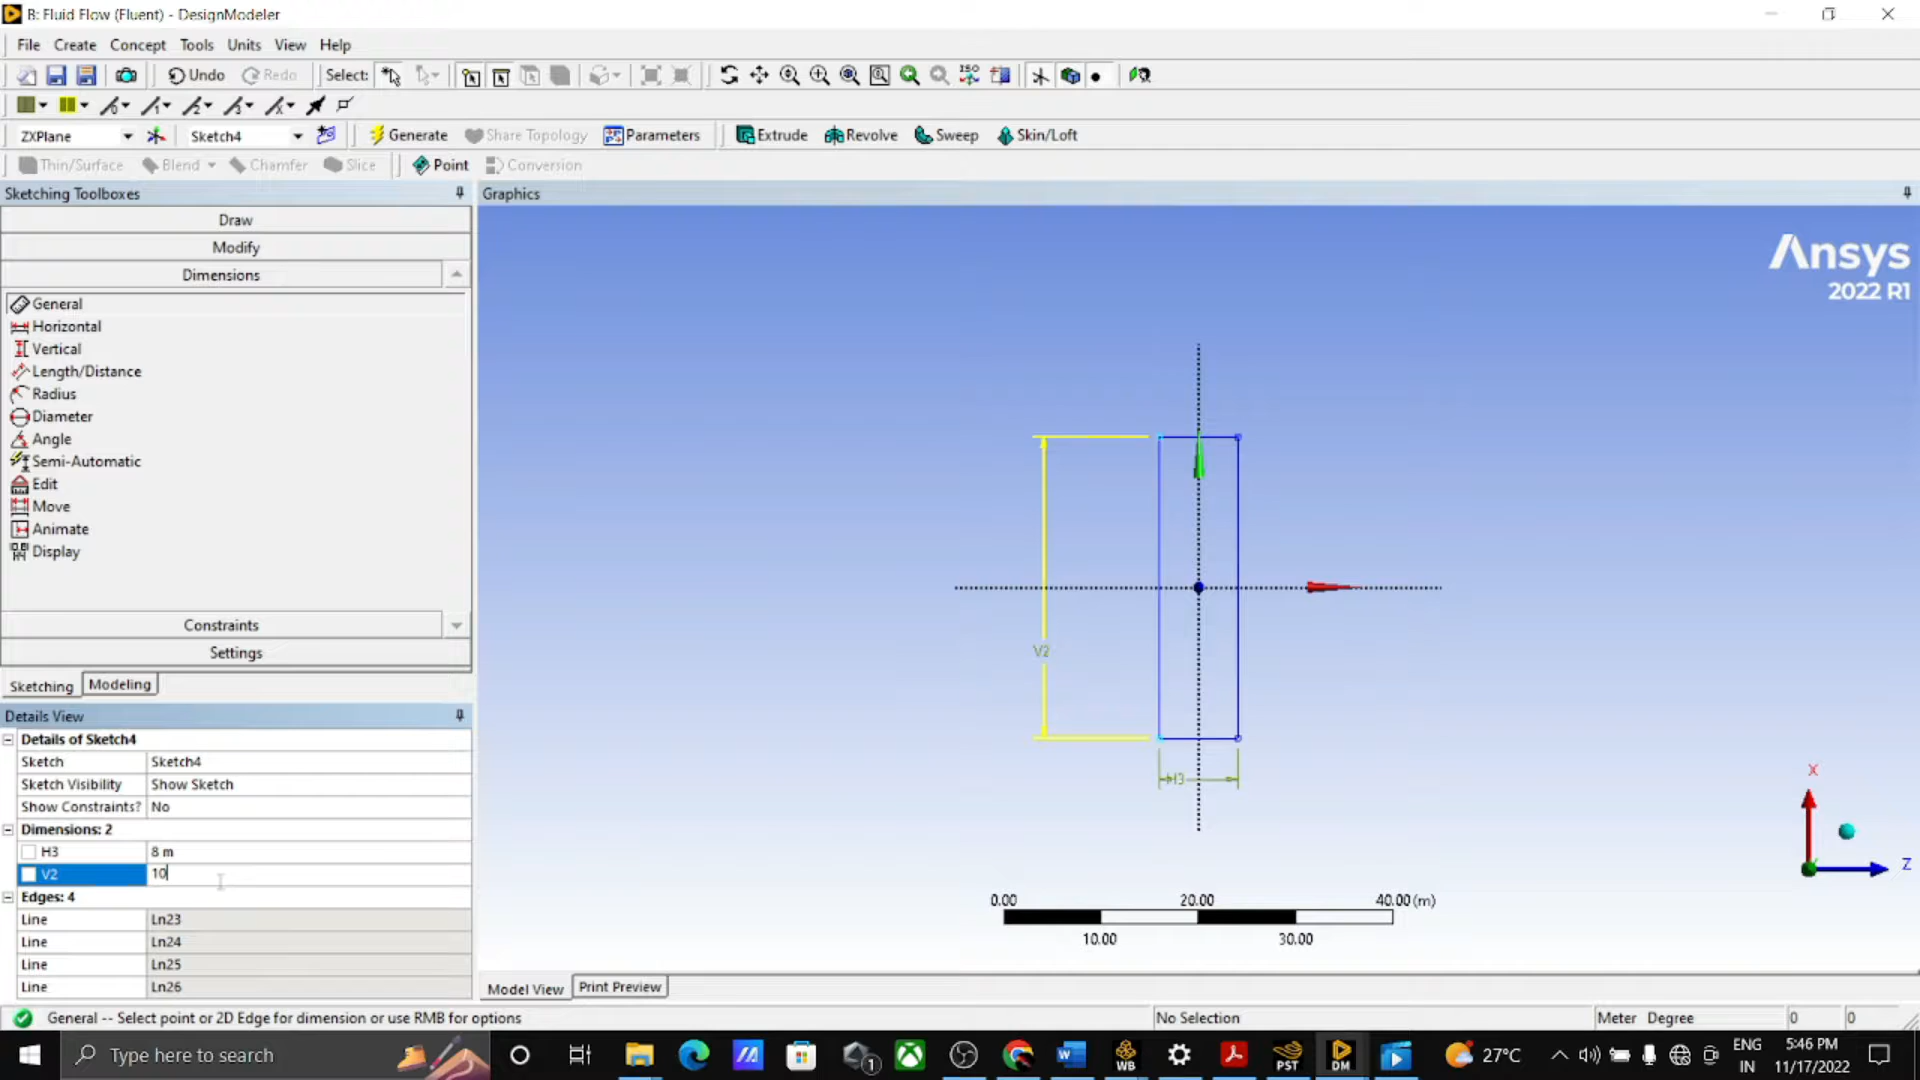 B: Fluid Flow (Fluent) - DesignModeler
File Create Concept Tools Units View Help
Undo Redo Select: ISO
ZXPlane Sketch4 Generate Share Topology Parameters Extrude Revolve Sweep Skin/Loft
Thin/Surface Blend Chamfer Slice Point Conversion
Sketching Toolboxes
Draw
Modify
Dimensions
General
Horizontal
Vertical
Length/Distance
Radius
Diameter
Angle
Semi-Automatic
Edit
Move
Animate
Display
Constraints
Settings
Sketching Modeling
Details View
Details of Sketch4
Sketch Sketch4
Sketch Visibility Show Sketch
Show Constraints? No
Dimensions: 2
H3 8 m
V2 10
Edges: 4
Line Ln23
Line Ln24
Line Ln25
Line Ln26
Graphics
Ansys
2022 R1
V2
H3
X
Z
0.00 20.00 40.00 (m)
10.00 30.00
Model View Print Preview
General -- Select point or 2D Edge for dimension or use RMB for options No Selection Meter Degree 0 0
Type here to search 1 WB PST DM 27°C ENG IN 5:46 PM 11/17/2022